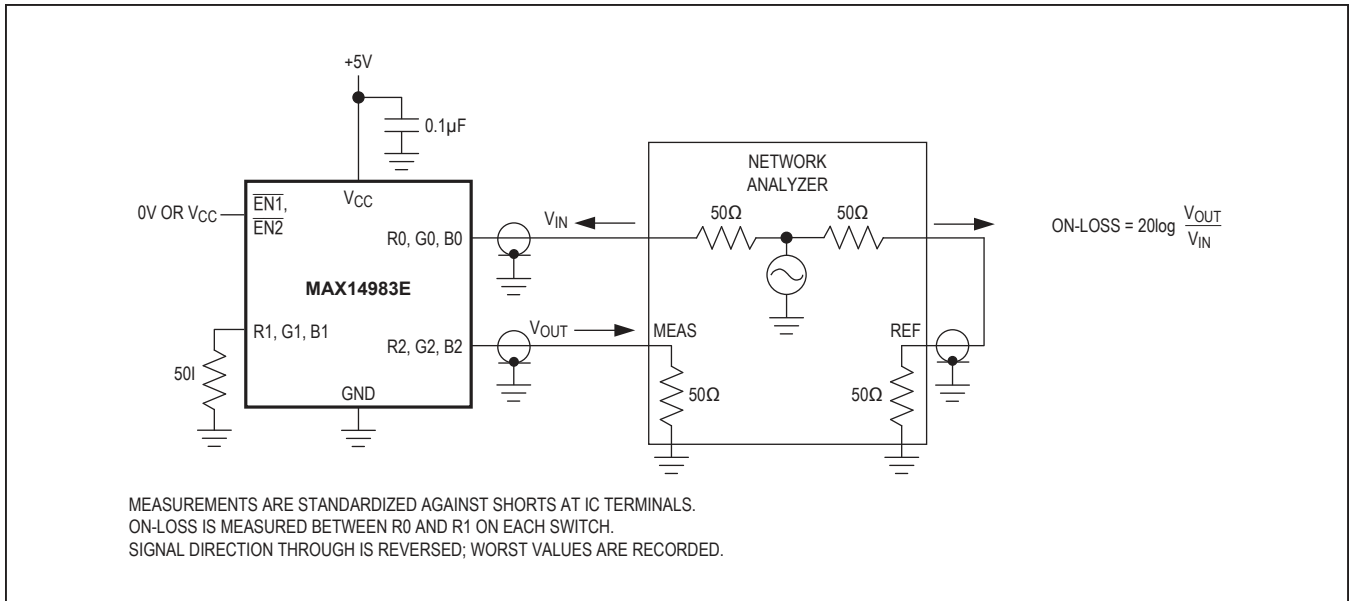 +5V
0.1µF
NETWORK
ANALYZER
50Ω
50Ω
0V OR VCC
EN1,
EN2
VCC
R0, G0, B0
VIN
ON-LOSS = 20log VOUT
VIN
MAX14983E
R1, G1, B1
R2, G2, B2
VOUT
MEAS
REF
50I
50Ω
50Ω
GND
MEASUREMENTS ARE STANDARDIZED AGAINST SHORTS AT IC TERMINALS.
ON-LOSS IS MEASURED BETWEEN R0 AND R1 ON EACH SWITCH.
SIGNAL DIRECTION THROUGH IS REVERSED; WORST VALUES ARE RECORDED.